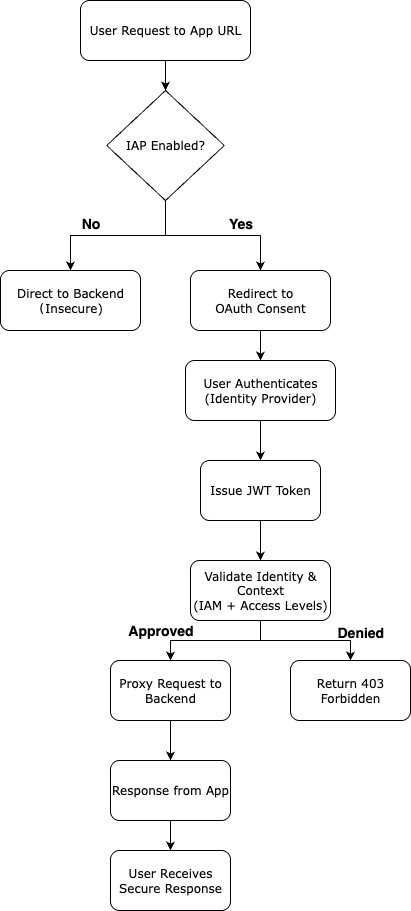 User Request to App URL
IAP Enabled?
No
Yes
Direct to Backend
(Insecure)
Redirect to
OAuth Consent
User Authenticates
(Identity Provider)
Issue JWT Token
Validate Identity &
Context
(IAM + Access Levels)
Approved
Denied
Proxy Request to
Backend
Return 403
Forbidden
Response from App
User Receives
Secure Response